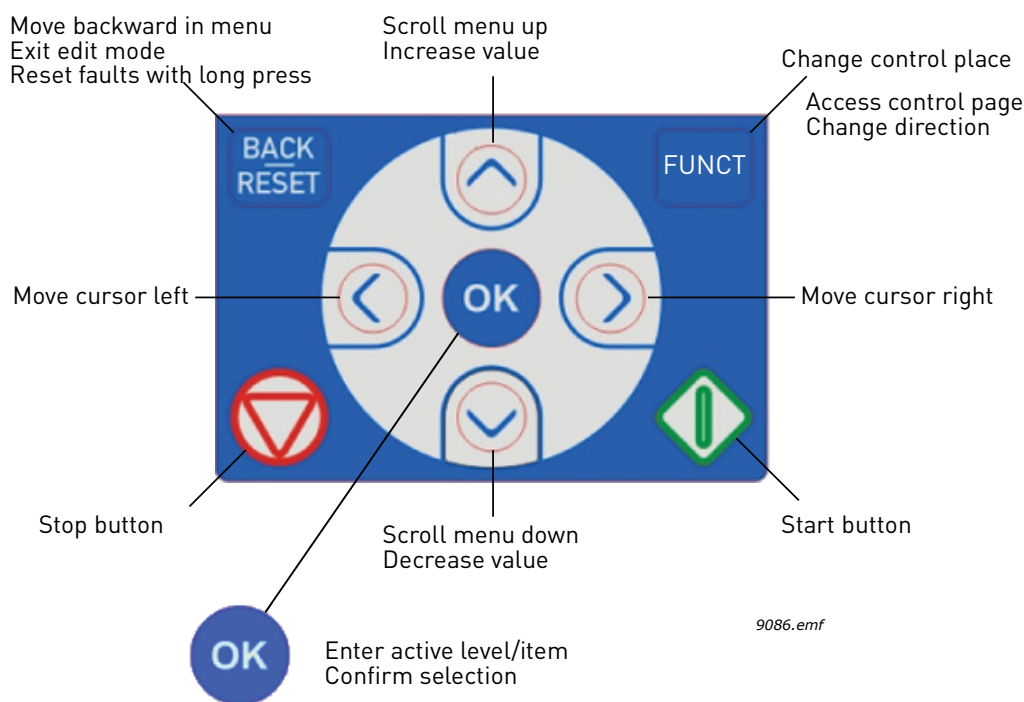 Move backward in menu
Exit edit mode
Reset faults with long press
Scroll menu up
Increase value
Change control place
Access control page
Change direction
BACK
RESET
FUNCT
Move cursor left
OK
Move cursor right
Stop button
Scroll menu down
Decrease value
Start button
9086.emf
OK
Enter active level/item
Confirm selection